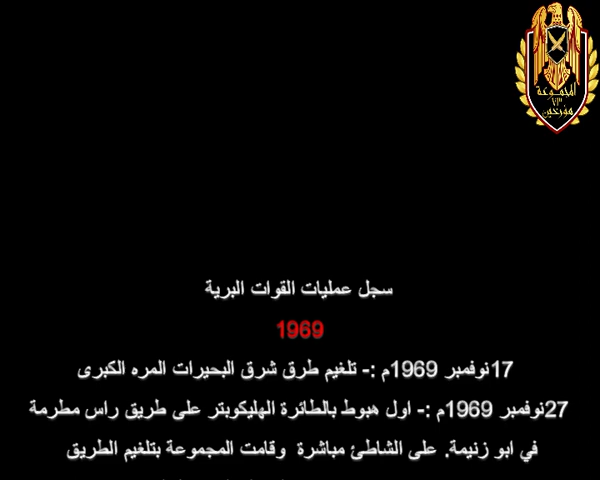 المجموعة
٧٣
مؤرخين
سجل عمليات القوات البرية
1969
17نوفمبر 1969م :- تلغيم طرق شرق البحيرات المره الكبرى
27نوفمبر 1969م :- اول هبوط بالطائرة الهليكوبتر على طريق راس مطرمة
في ابو زنيمة. على الشاطئ مباشرة وقامت المجموعة بتلغيم الطريق